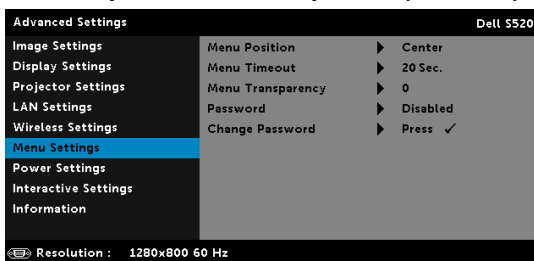 Advanced Settings Dell S520
Image Settings
Display Settings
Projector Settings
LAN Settings
Wireless Settings
Menu Settings
Power Settings
Interactive Settings
Information
Menu Position Center
Menu Timeout 20 Sec.
Menu Transparency 0
Password Disabled
Change Password Press ✓
Resolution : 1280x800 60 Hz